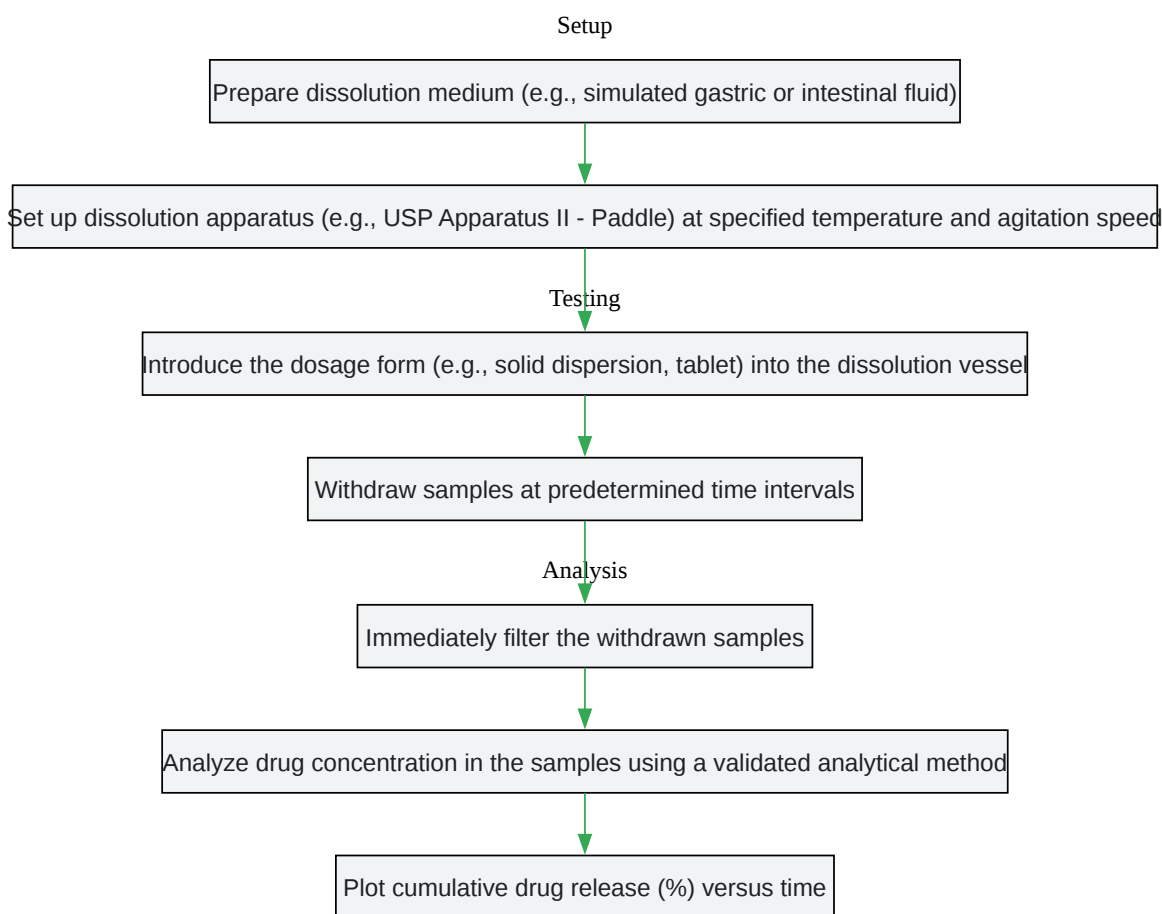 Setup
Prepare dissolution medium (e.g., simulated gastric or intestinal fluid)
Set up dissolution apparatus (e.g., USP Apparatus II - Paddle) at specified temperature and agitation speed
Testing
Introduce the dosage form (e.g., solid dispersion, tablet) into the dissolution vessel
Withdraw samples at predetermined time intervals
Analysis
Immediately filter the withdrawn samples
Analyze drug concentration in the samples using a validated analytical method
Plot cumulative drug release (%) versus time